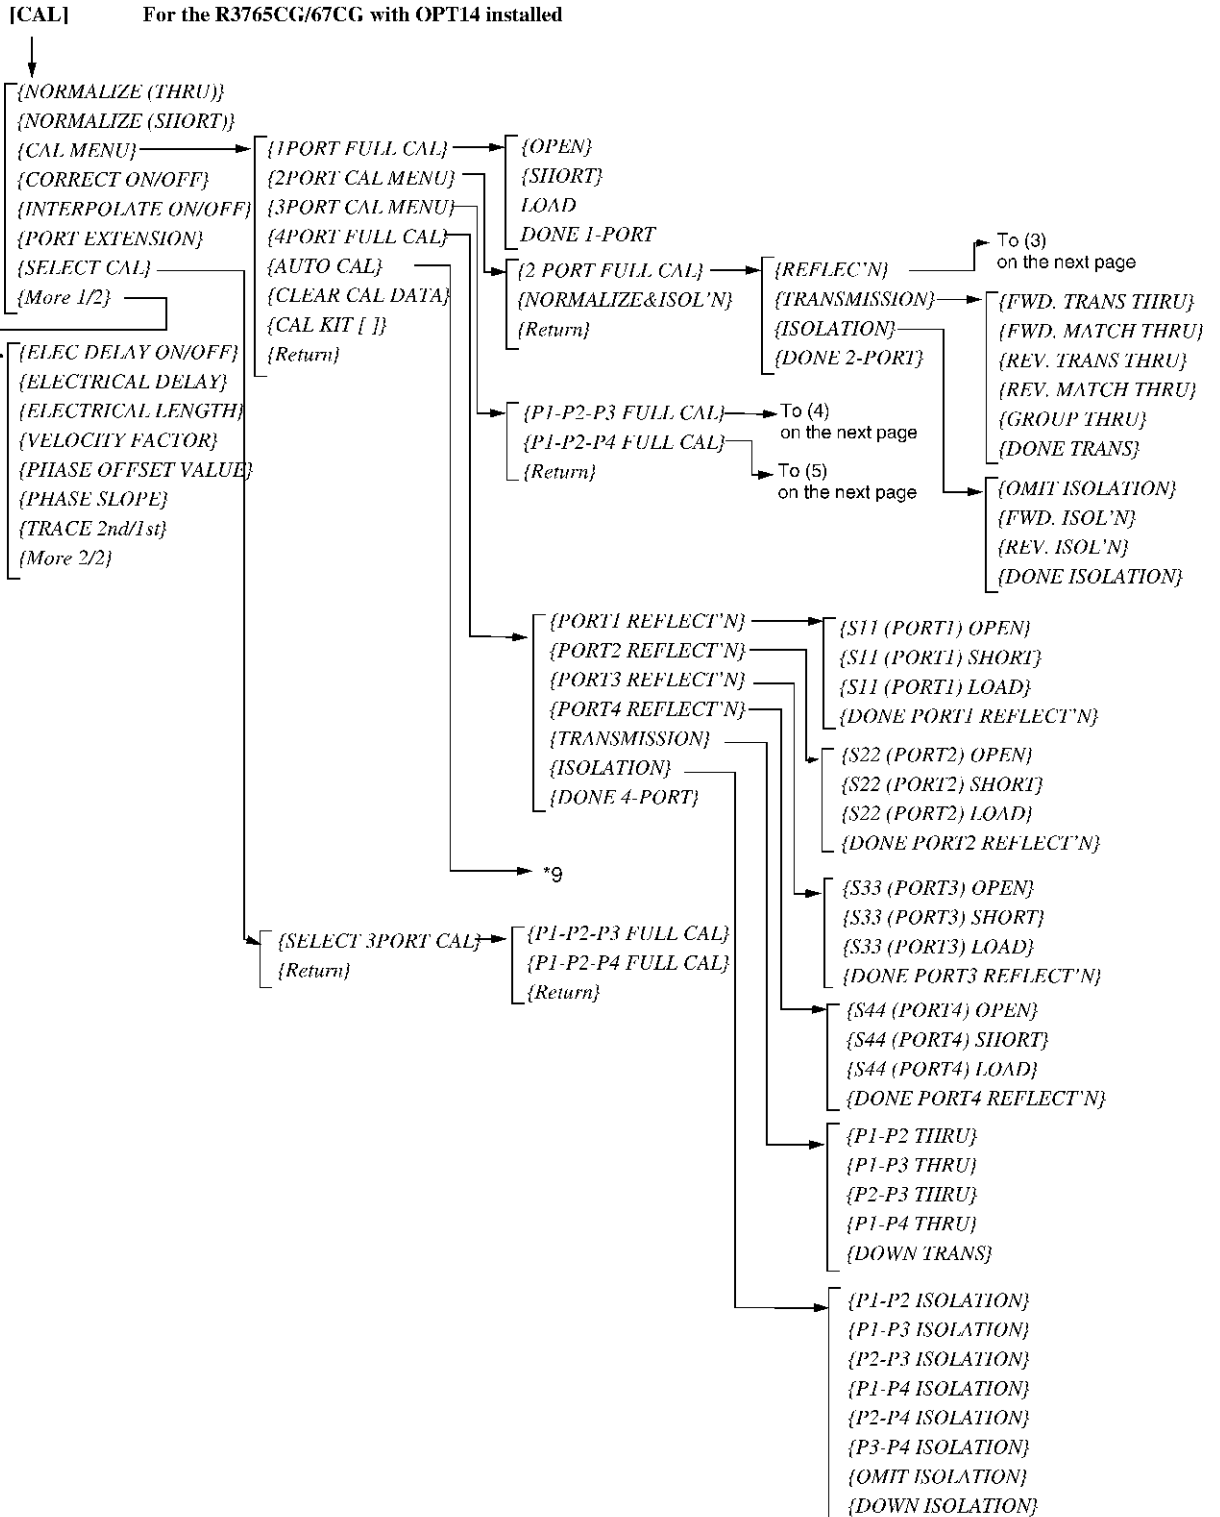 [CAL] For the R3765CG/67CG with OPT14 installed
{NORMALIZE (THRU)}
{NORMALIZE (SHORT)}
{CAL MENU}
{CORRECT ON/OFF}
{INTERPOLATE ON/OFF}
{PORT EXTENSION}
{SELECT CAL}
{More 1/2}
{ELEC DELAY ON/OFF}
{ELECTRICAL DELAY}
{ELECTRICAL LENGTH}
{VELOCITY FACTOR}
{PHASE OFFSET VALUE}
{PHASE SLOPE}
{TRACE 2nd/1st}
{More 2/2}
{1PORT FULL CAL}
{2PORT CAL MENU}
{3PORT CAL MENU}
{4PORT FULL CAL}
{AUTO CAL}
{CLEAR CAL DATA}
{CAL KIT [ ]}
{Return}
{OPEN}
{SHORT}
LOAD
DONE 1-PORT
{2 PORT FULL CAL}
{NORMALIZE&ISOL'N}
{Return}
{REFLEC'N}
{TRANSMISSION}
{ISOLATION}
{DONE 2-PORT}
To (3)
on the next page
{FWD. TRANS THRU}
{FWD. MATCH THRU}
{REV. TRANS THRU}
{REV. MATCH THRU}
{GROUP THRU}
{DONE TRANS}
{OMIT ISOLATION}
{FWD. ISOL'N}
{REV. ISOL'N}
{DONE ISOLATION}
{P1-P2-P3 FULL CAL}
{P1-P2-P4 FULL CAL}
{Return}
To (4)
on the next page
To (5)
on the next page
{PORT1 REFLECT'N}
{PORT2 REFLECT'N}
{PORT3 REFLECT'N}
{PORT4 REFLECT'N}
{TRANSMISSION}
{ISOLATION}
{DONE 4-PORT}
{S11 (PORT1) OPEN}
{S11 (PORT1) SHORT}
{S11 (PORT1) LOAD}
{DONE PORT1 REFLECT'N}
{S22 (PORT2) OPEN}
{S22 (PORT2) SHORT}
{S22 (PORT2) LOAD}
{DONE PORT2 REFLECT'N}
*9
{S33 (PORT3) OPEN}
{S33 (PORT3) SHORT}
{S33 (PORT3) LOAD}
{DONE PORT3 REFLECT'N}
{SELECT 3PORT CAL}
{Return}
{P1-P2-P3 FULL CAL}
{P1-P2-P4 FULL CAL}
{Return}
{S44 (PORT4) OPEN}
{S44 (PORT4) SHORT}
{S44 (PORT4) LOAD}
{DONE PORT4 REFLECT'N}
{P1-P2 THRU}
{P1-P3 THRU}
{P2-P3 THRU}
{P1-P4 THRU}
{DOWN TRANS}
{P1-P2 ISOLATION}
{P1-P3 ISOLATION}
{P2-P3 ISOLATION}
{P1-P4 ISOLATION}
{P2-P4 ISOLATION}
{P3-P4 ISOLATION}
{OMIT ISOLATION}
{DOWN ISOLATION}